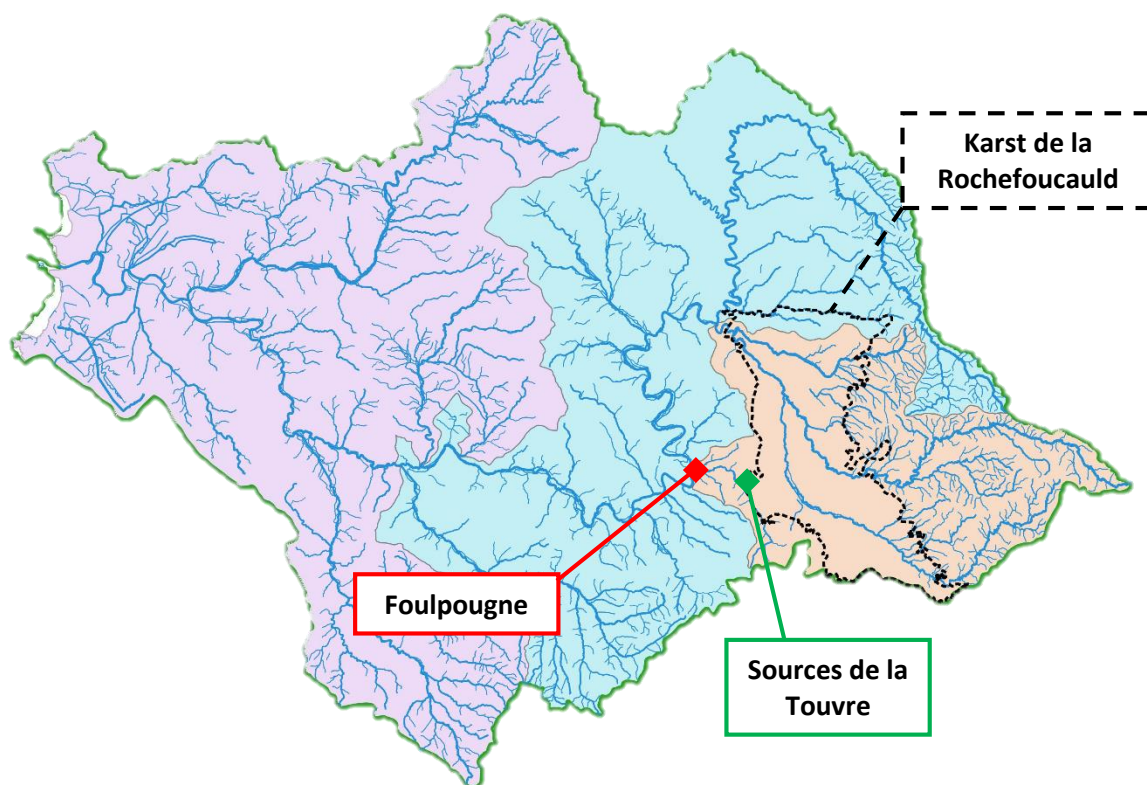 Karst de la
Rochefoucauld
Foulpougne
Sources de la
Touvre